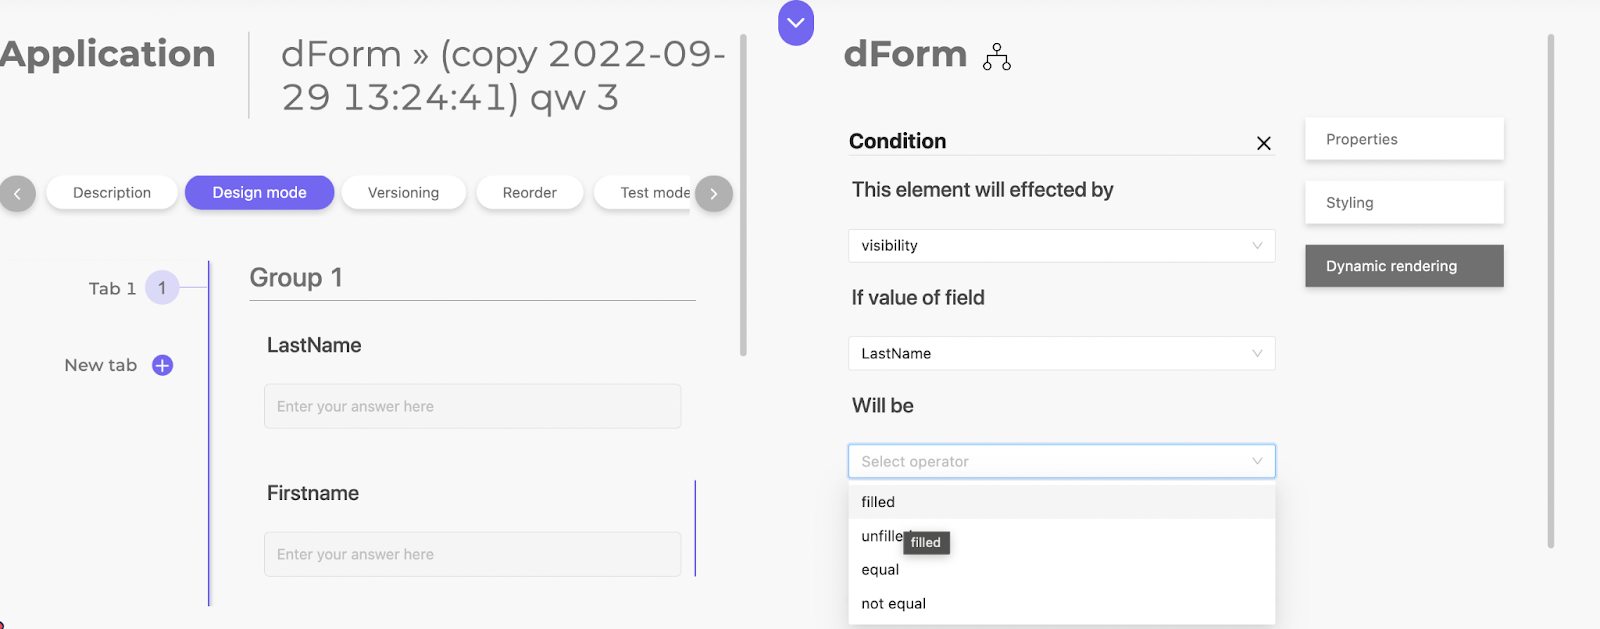 Application
dForm » (copy 2022-09-
29 13:24:41) qw 3
Description
Design mode
Versioning
Reorder
Test mode
Tab 1
1
New tab
Group 1
LastName
Enter your answer here
Firstname
Enter your answer here
dForm
Condition
This element will effected by
visibility
If value of field
LastName
Will be
Select operator
filled
unfille
filled
equal
not equal
Properties
Styling
Dynamic rendering